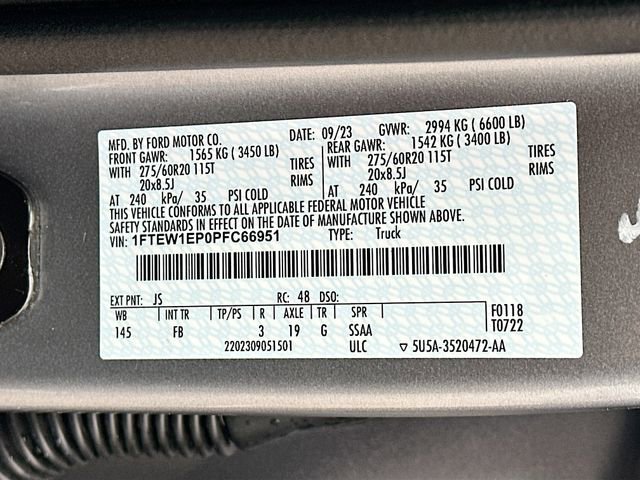 MFD. BY FORD MOTOR CO. DATE: 09/23 GVWR: 2994 KG ( 6600 LB)
FRONT GAWR: 1565 KG ( 3450 LB) REAR GAWR: 1542 KG ( 3400 LB)
WITH 275/60R20 115T TIRES WITH 275/60R20 115T TIRES
20x8.5J RIMS 20x8.5J RIMS
AT 240 kPa/ 35 PSI COLD AT 240 kPa/ 35 PSI COLD
THIS VEHICLE CONFORMS TO ALL APPLICABLE FEDERAL MOTOR VEHICLE
SAFETY STANDARDS IN EFFECT ON THE DATE OF MANUFACTURE SHOWN ABOVE.
VIN: 1FTEW1EP0PFC66951 TYPE: Truck
EXT PNT: JS RC: 48 DSO:
WB INT TR TP/PS R AXLE TR SPR F0118
145 FB 3 19 G SSAA T0722
2202309051501 ULC ▽ 5U5A-3520472-AA